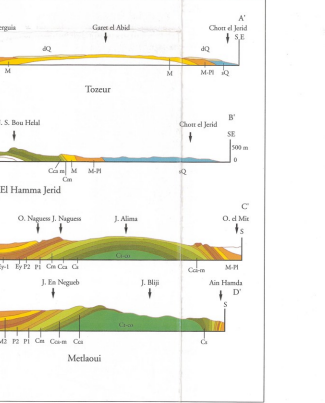 erguia Garet el Abid Chott el Jerid A'
dQ dQ S E
M M M-Pl sQ
Tozeur
. S. Bou Helal Chott el Jerid B'
SE
500 m
0
Ccs m M M-Pl sQ
Cm
El Hamma Jerid
C'
O. Naguess J. Naguess J. Alima O. el Mit
S
Ey-1 Ey P2 P1 Cm Cca Cs Ccs-m M-Pl
J. En Negueb J. Bliji Ain Hamda
D'
S
M2 P2 P1 Cm Cca-m Cca Cs
Metlaoui